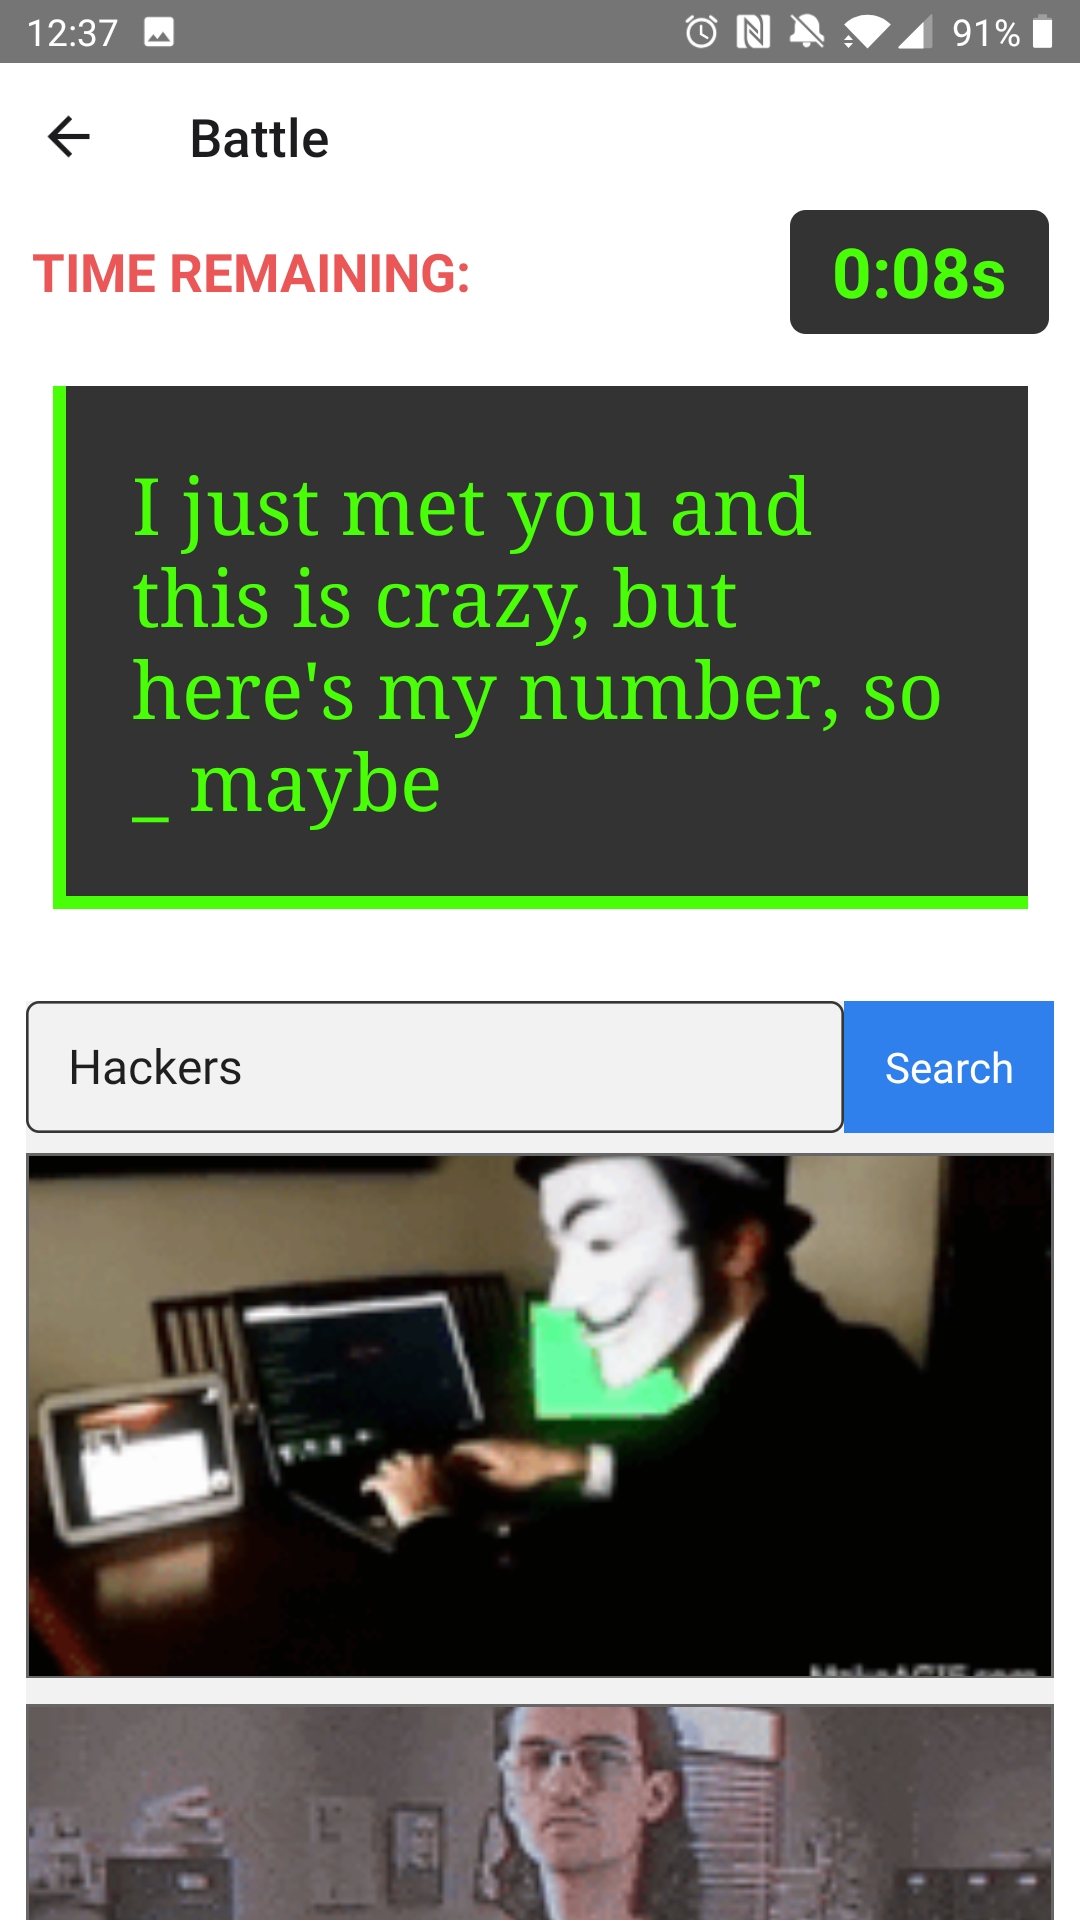 12:37 91%
Battle
TIME REMAINING: 0:08s
I just met you and
this is crazy, but
here's my number, so
_ maybe
Hackers Search